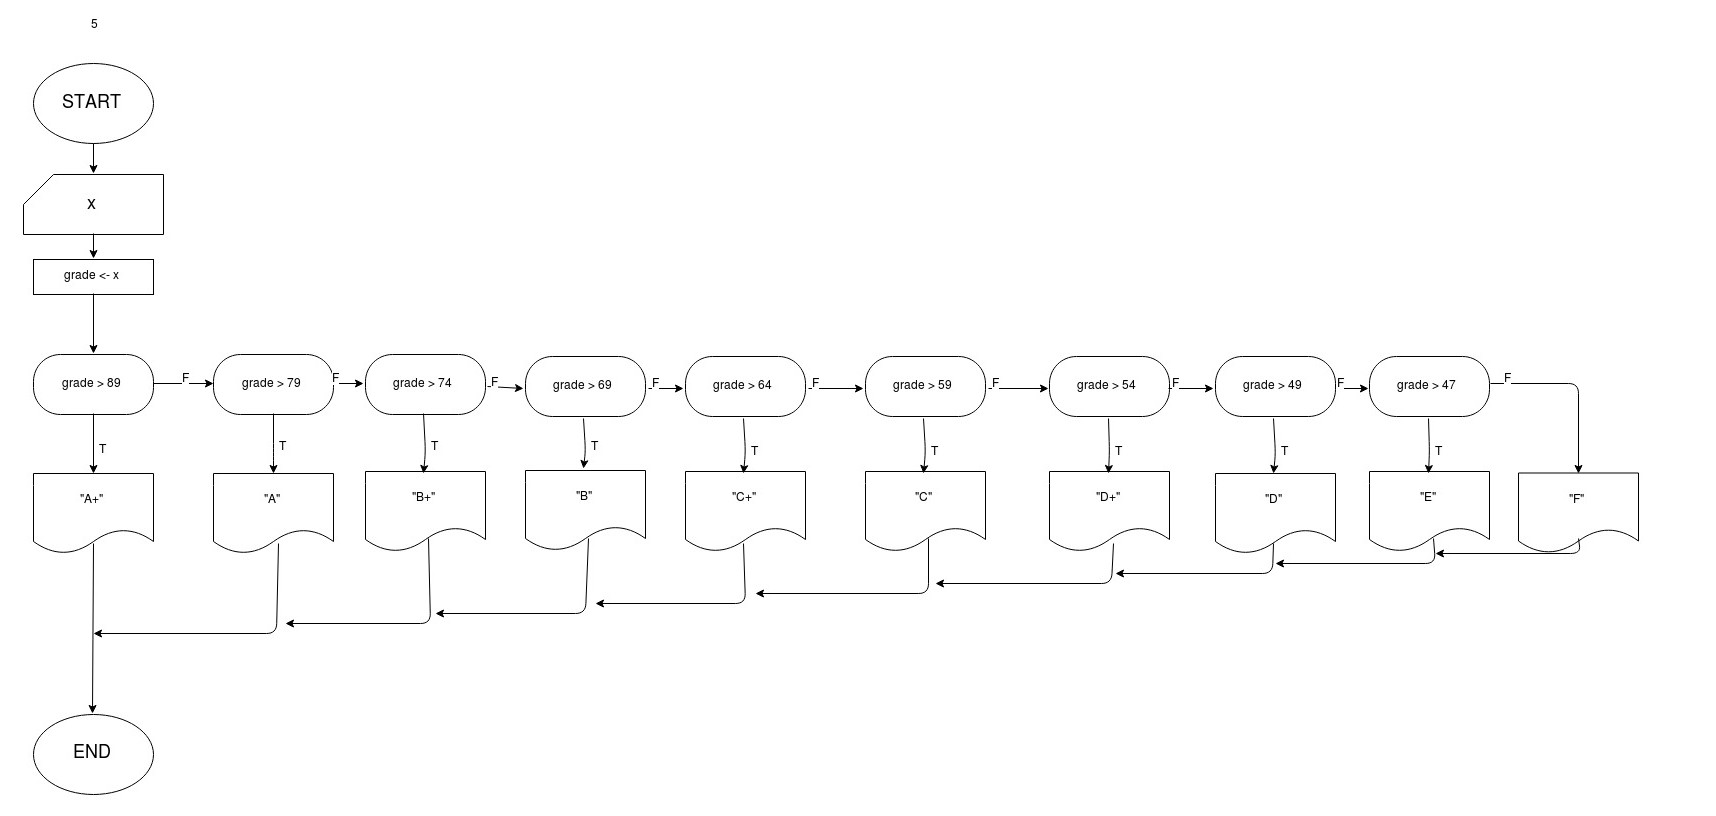 5
START
x
grade <- x
grade > 89
F
grade > 79
F
grade > 74
F
grade > 69
F
grade > 64
F
grade > 59
F
grade > 54
F
grade > 49
F
grade > 47
F
T
T
T
T
T
T
T
T
T
"A+"
"A"
"B+"
"B"
"C+"
"C"
"D+"
"D"
"E"
"F"
END